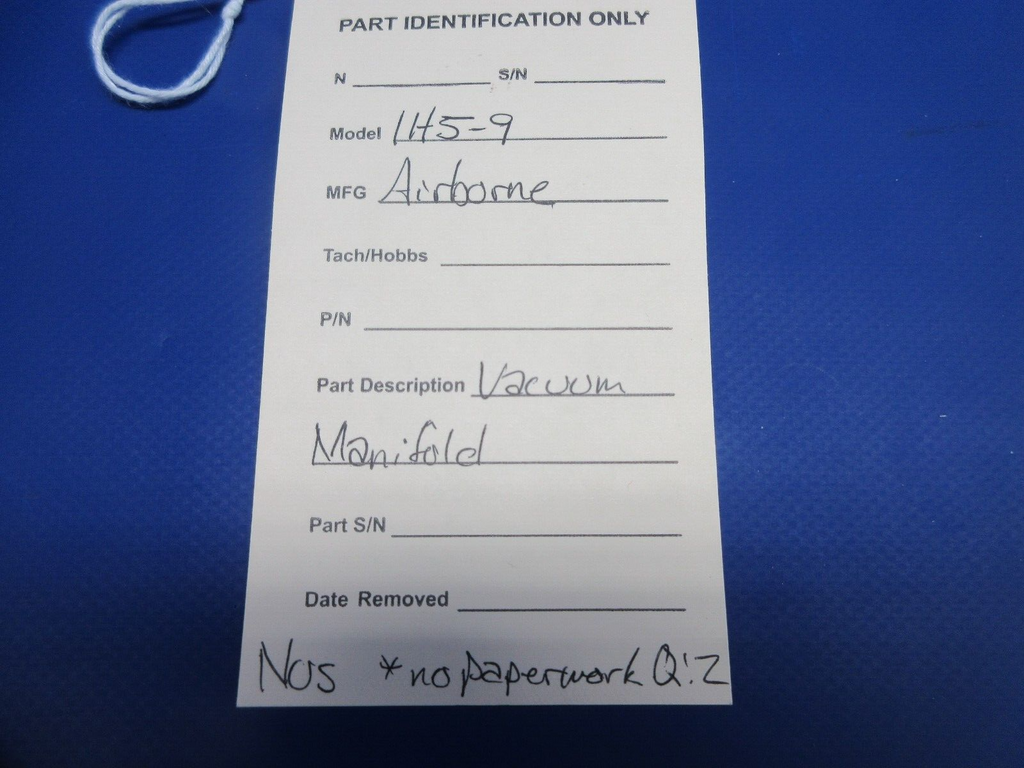 PART IDENTIFICATION ONLY
N S/N
Model 1H5-9
MFG Airborne
Tach/Hobbs
P/N
Part Description Vacuum
Manifold
Part S/N
Date Removed
NOS *no paperwork Q:2